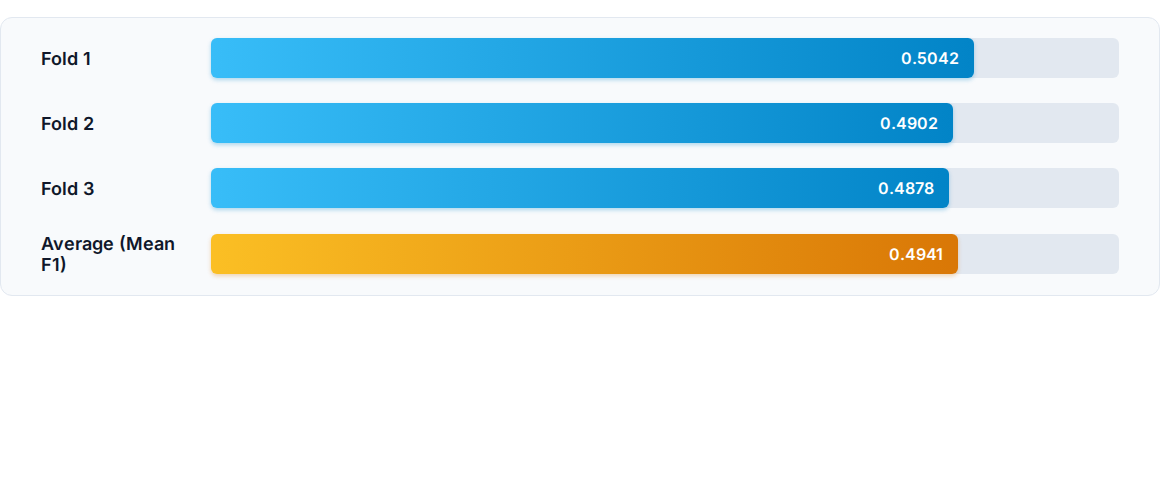 Fold 1
0.5042
Fold 2
0.4902
Fold 3
0.4878
Average (Mean
F1)
0.4941